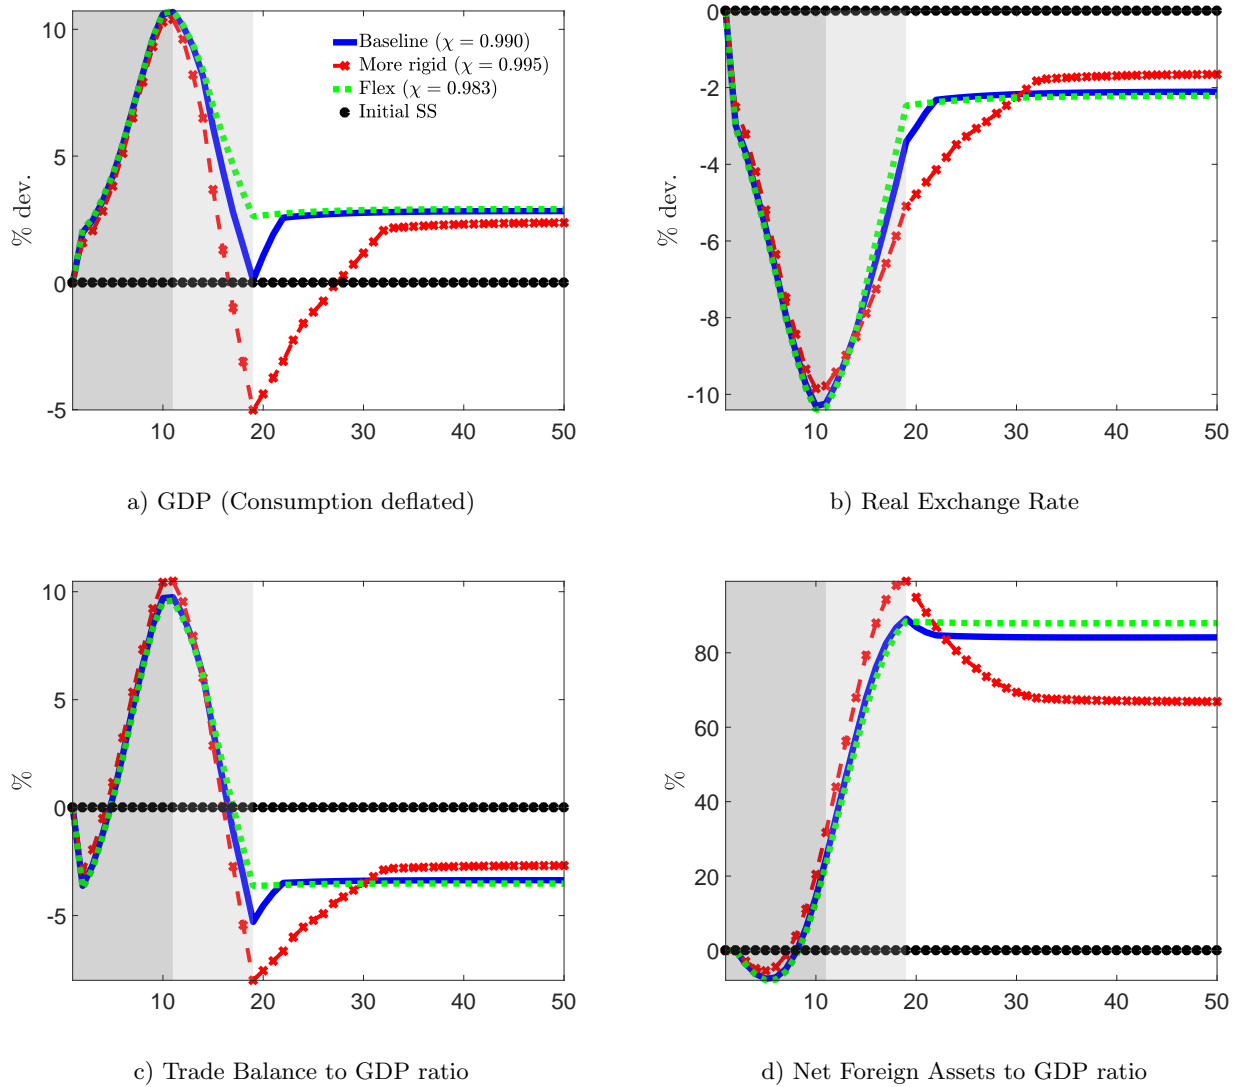 10
5
0
-5
% dev.
Baseline (χ = 0.990)
More rigid (χ = 0.995)
Flex (χ = 0.983)
Initial SS
10 20 30 40 50
a) GDP (Consumption deflated)
0
-2
-4
-6
-8
-10
% dev.
10 20 30 40 50
b) Real Exchange Rate
10
5
0
-5
%
10 20 30 40 50
c) Trade Balance to GDP ratio
80
60
40
20
0
%
10 20 30 40 50
d) Net Foreign Assets to GDP ratio